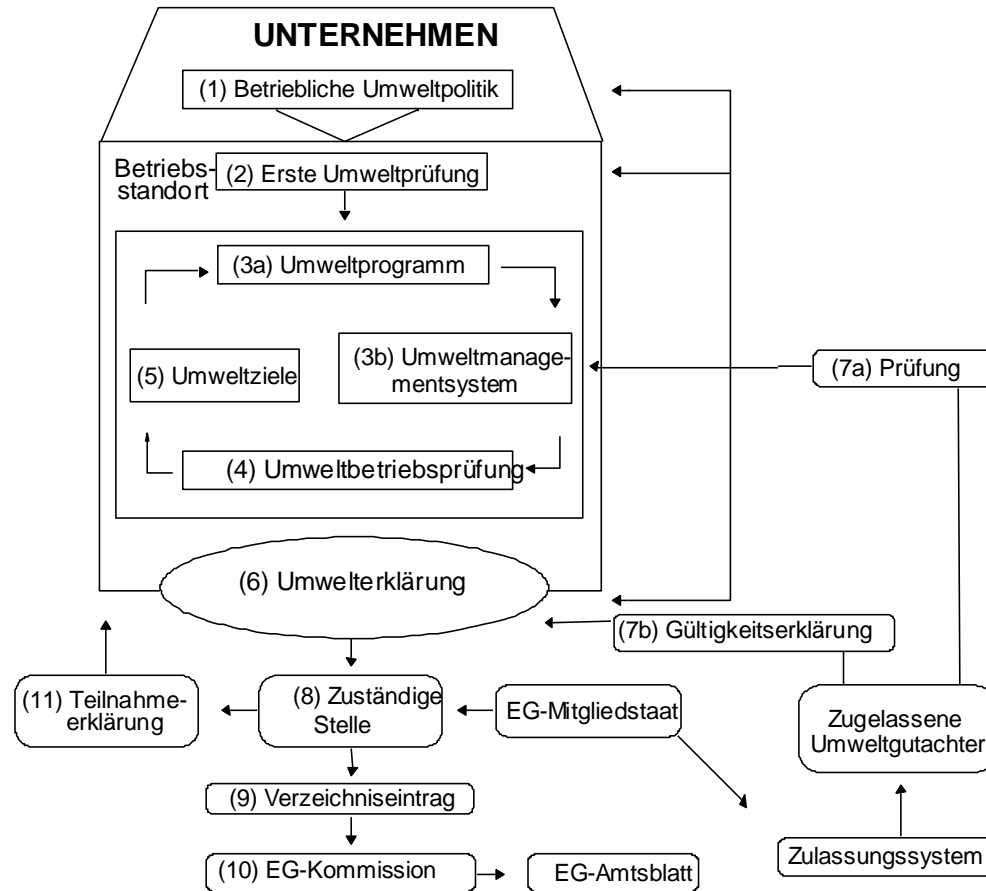 UNTERNEHMEN
(1) Betriebliche Umweltpolitik
Betriebs-
standort
(2) Erste Umweltprüfung
(3a) Umweltprogramm
(5) Umweltziele
(3b) Umweltmanage-
mentsystem
(7a) Prüfung
(4) Umweltbetriebsprüfung
(6) Umwelterklärung
(7b) Gültigkeitserklärung
(11) Teilnahme-
erklärung
(8) Zuständige
Stelle
EG-Mitgliedstaat
Zugelassene
Umweltgutachter
(9) Verzeichniseintrag
(10) EG-Kommission
EG-Amtsblatt
Zulassungssystem